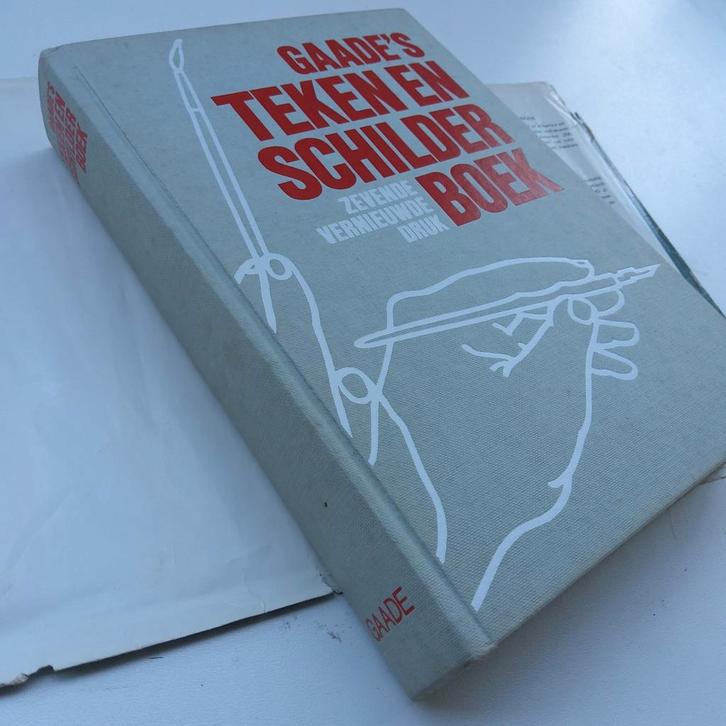 GAADE'S
TEKEN EN
SCHILDER
BOEK
ZEVENDE
VERNIEUWDE
DRUK
GAADE